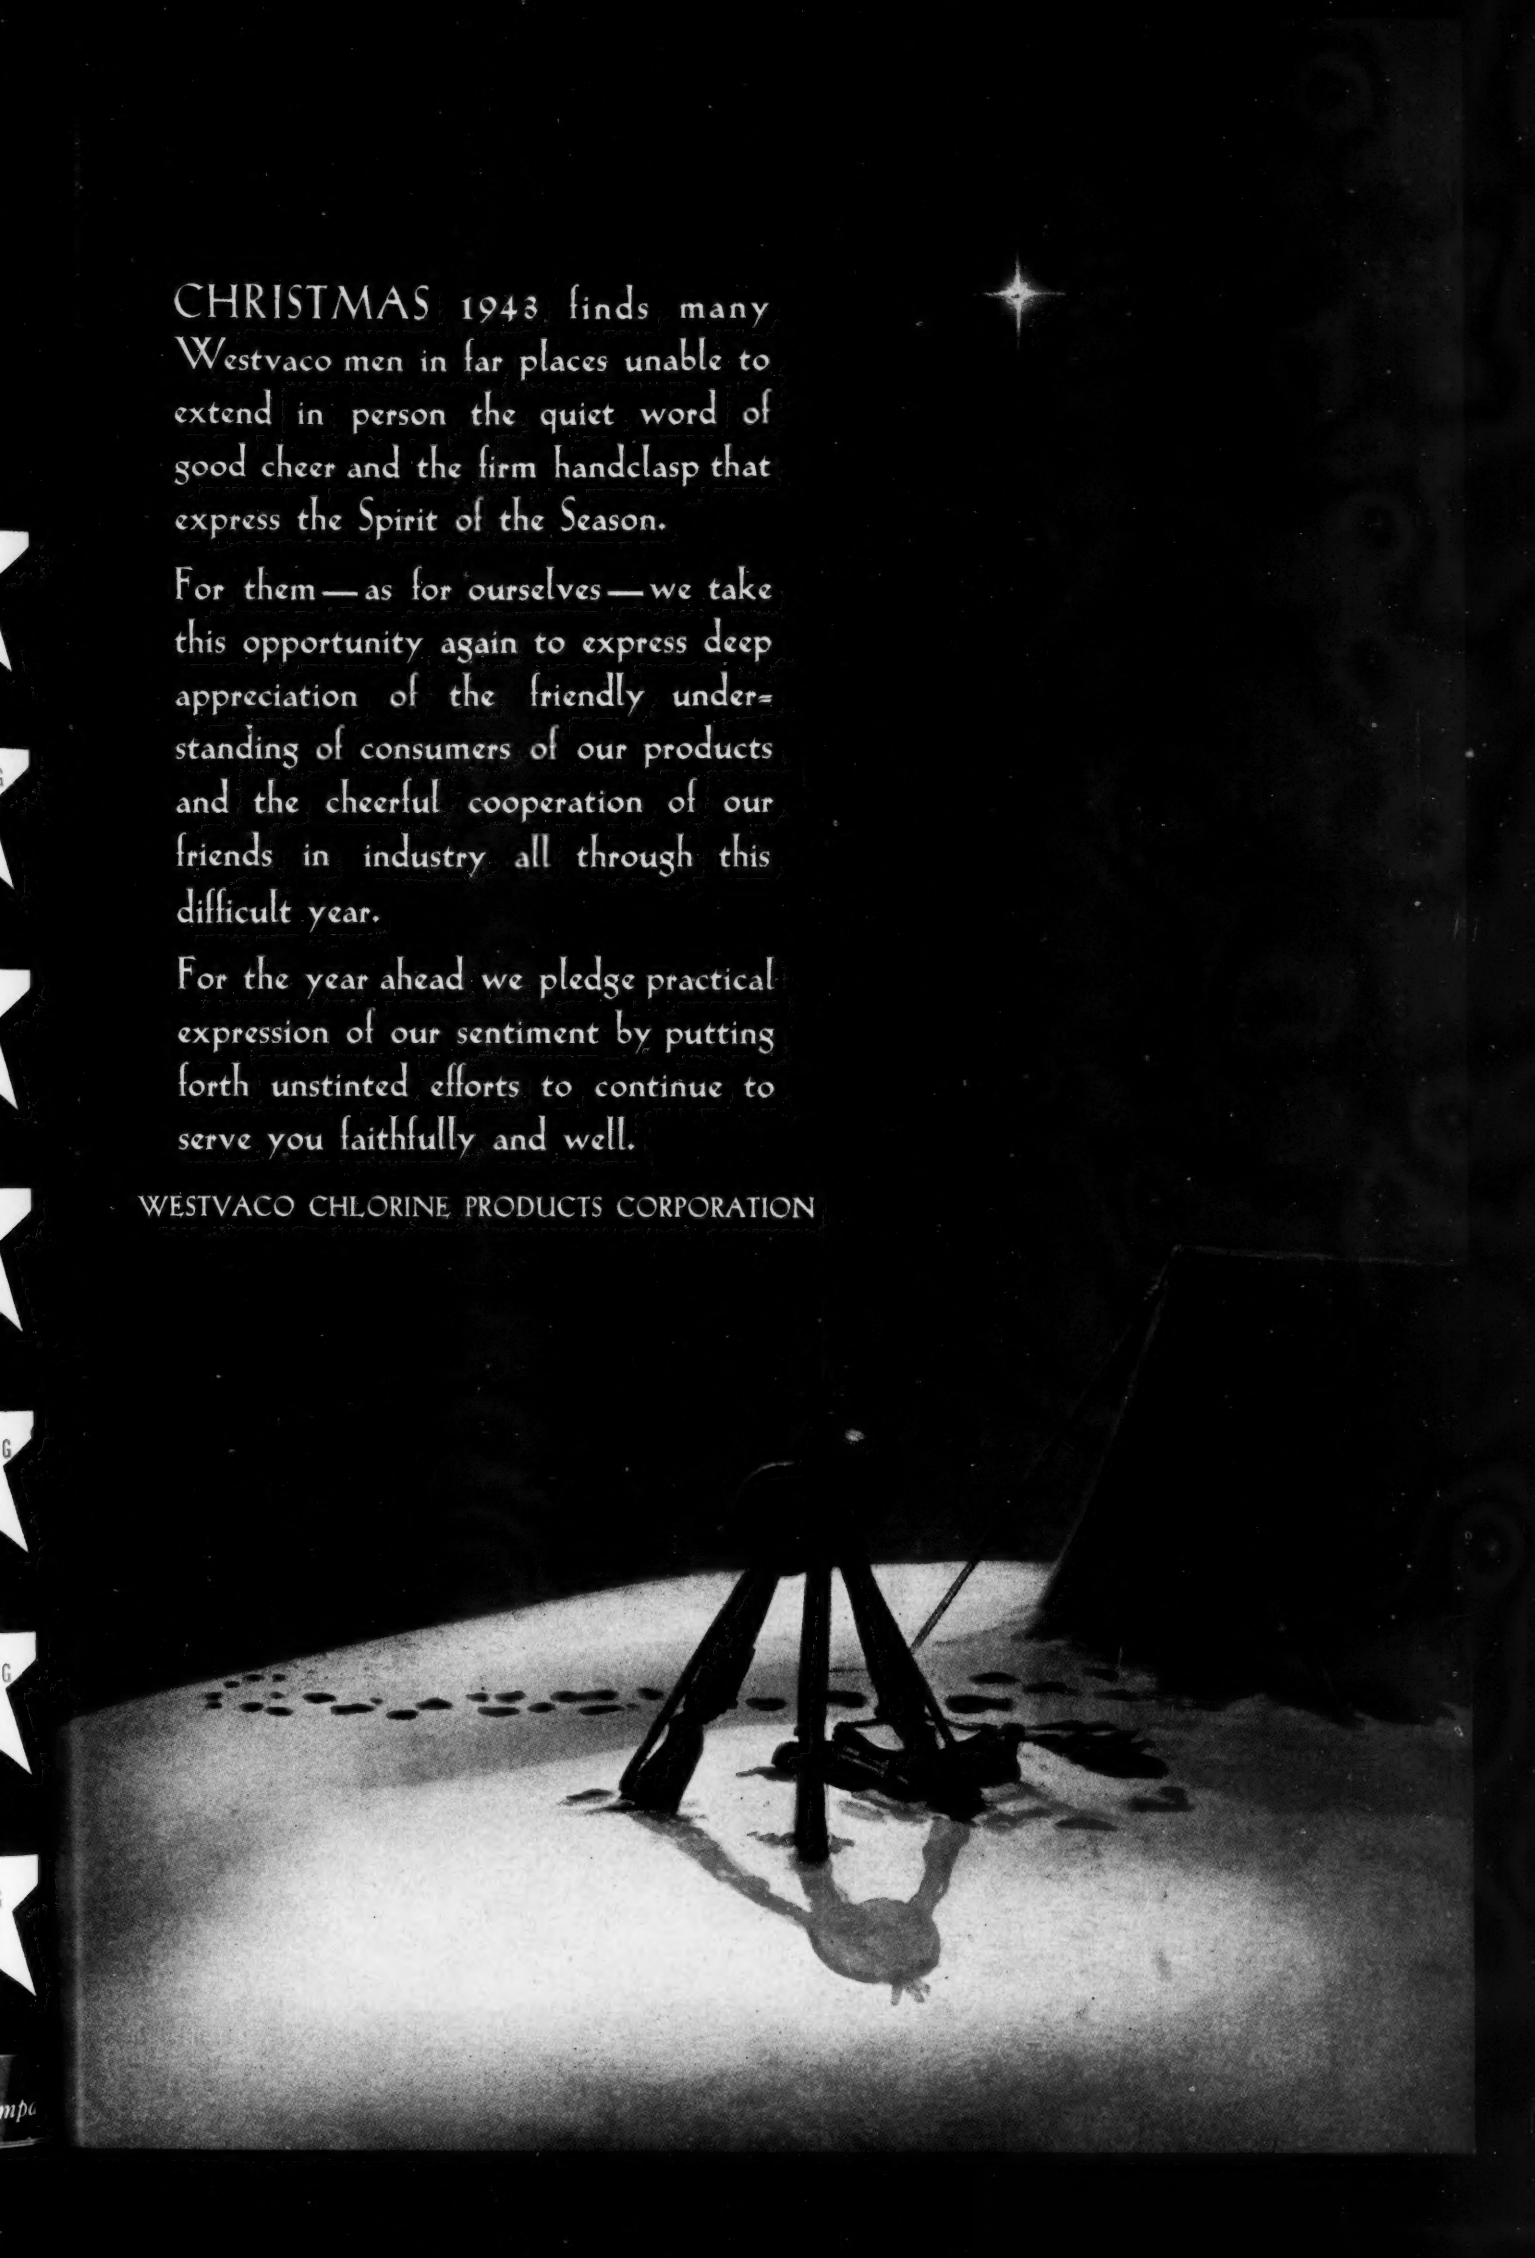 CHRISTMAS 1943 finds many
Westvaco men in far places unable to
extend in person the quiet word of
good cheer and the firm handclasp that
express the Spirit of the Season.
For them—as for ourselves—we take
this opportunity again to express deep
appreciation of the friendly under=
standing of consumers of our products
and the cheerful cooperation of our
friends in industry all through this
difficult year.
For the year ahead we pledge practical
expression of our sentiment by putting
forth unstinted efforts to continue to
serve you faithfully and well.
WESTVACO CHLORINE PRODUCTS CORPORATION
G
G